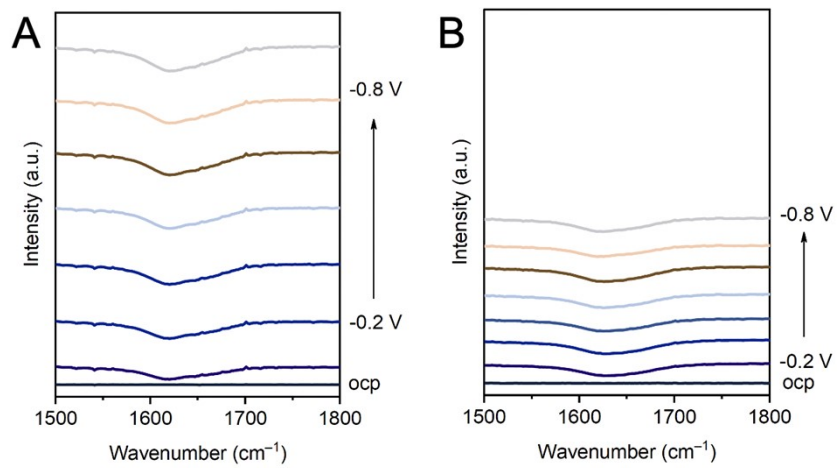 A
Intensity (a.u.)
-0.8 V
-0.2 V
ocp
1500 1600 1700 1800
Wavenumber (cm⁻¹)
B
Intensity (a.u.)
-0.8 V
-0.2 V
ocp
1500 1600 1700 1800
Wavenumber (cm⁻¹)